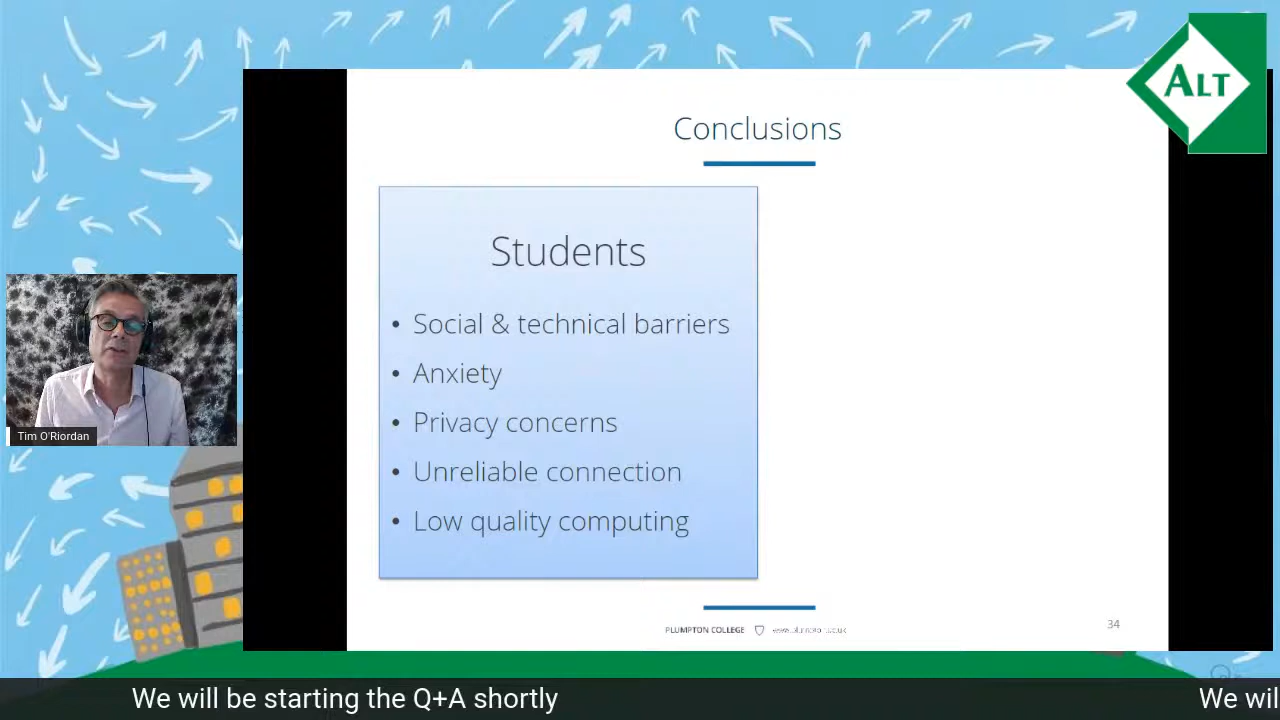 ALT
Conclusions
Students
• Social & technical barriers
• Anxiety
• Privacy concerns
• Unreliable connection
• Low quality computing
Tim O'Riordan
PLUMPTON COLLEGE
34
We will be starting the Q+A shortly
We wil